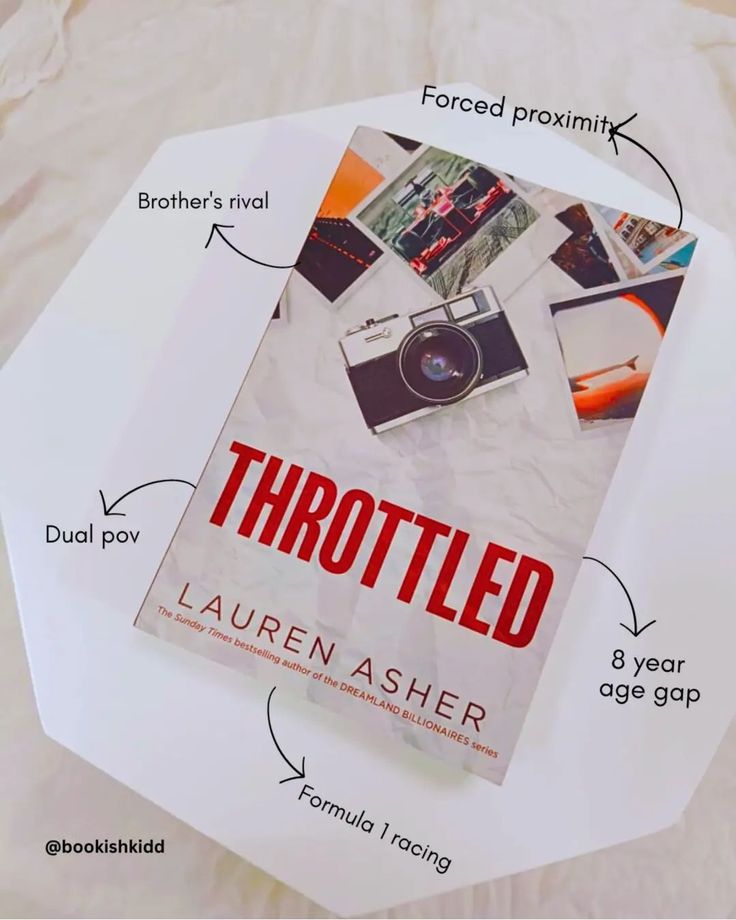 Forced proximity
Brother's rival
THROTTLED
Dual pov
LAUREN ASHER
The Sunday Times bestselling author of the DREAMLAND BILLIONAIRES series
8 year
age gap
Formula 1 racing
@bookishkidd